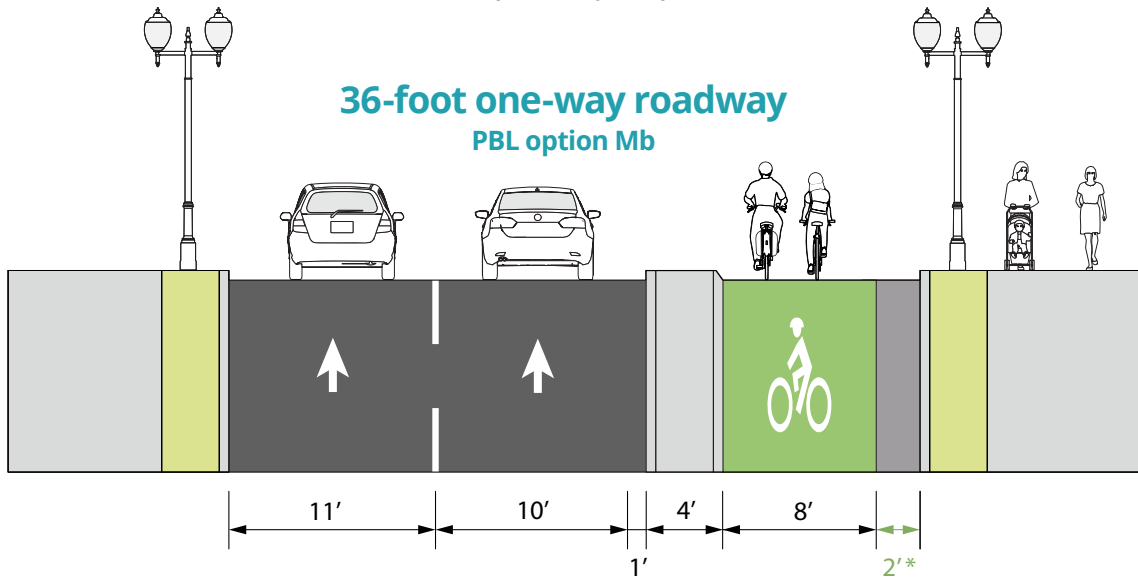 36-foot one-way roadway
PBL option Mb
11′ 10′ 4′ 8′
1′ 2′*